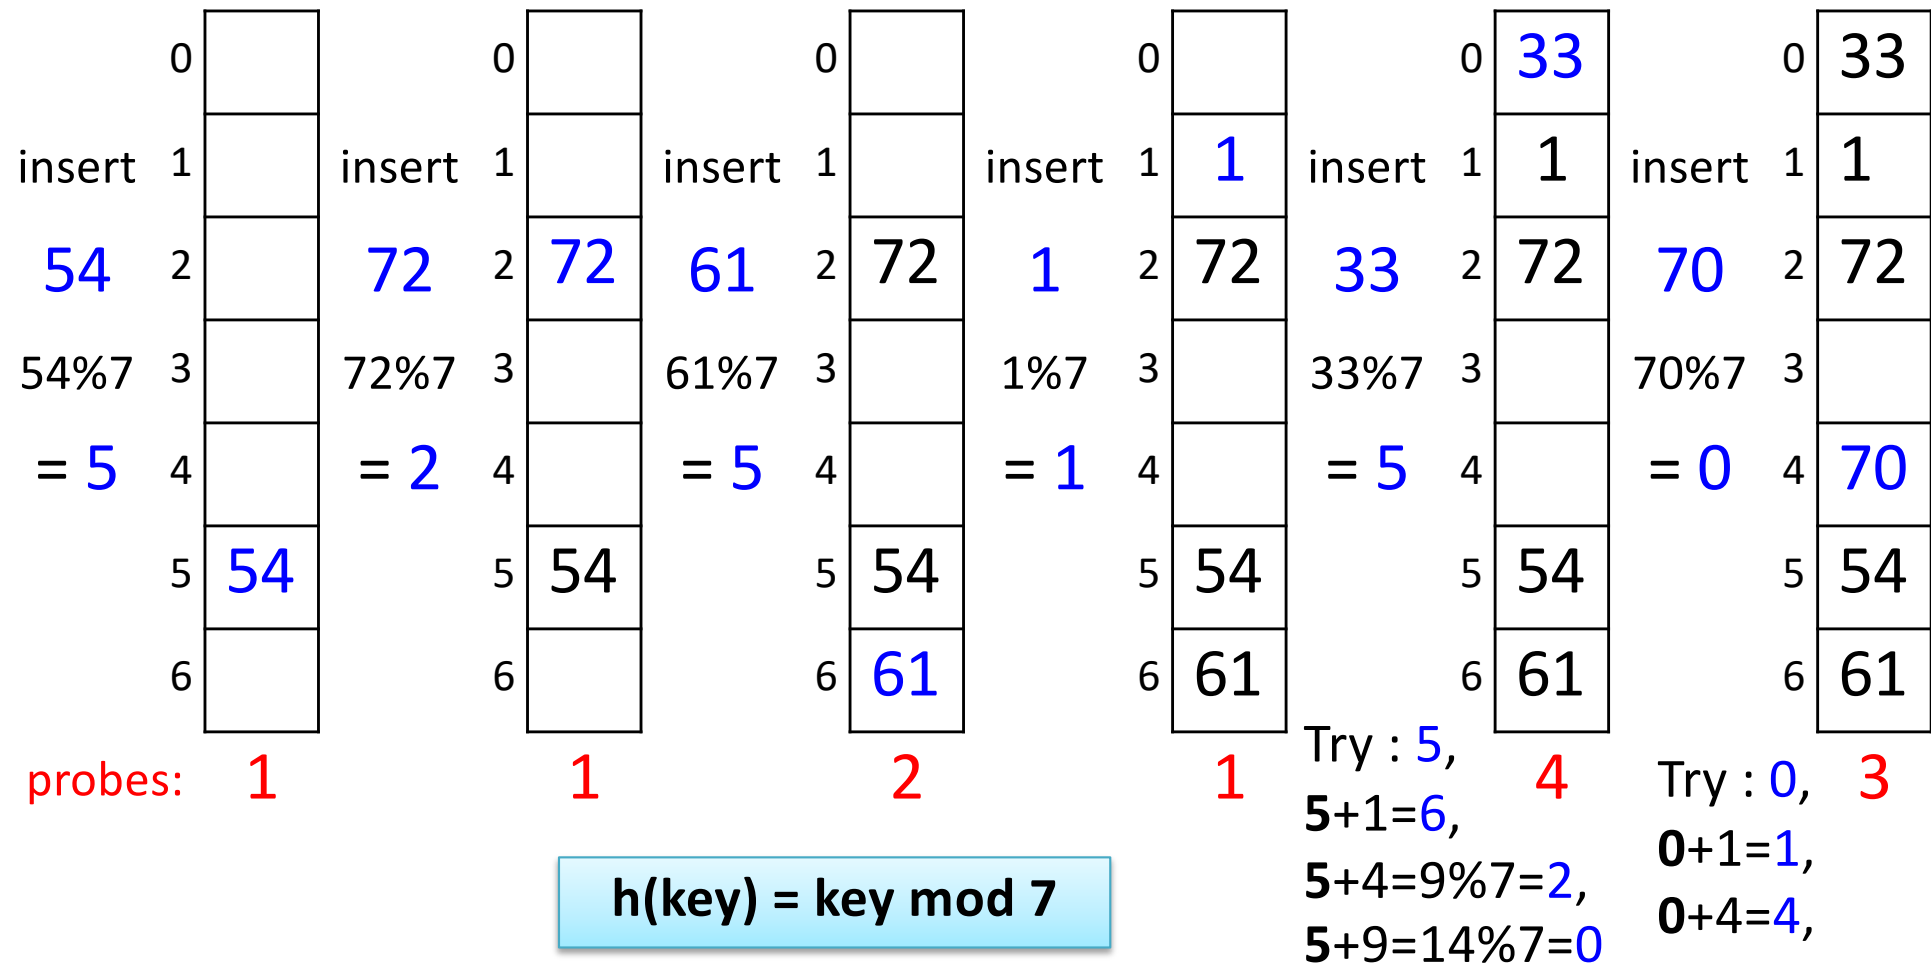 0 0 0 0 0 33 0 33
insert 1 insert 1 insert 1 insert 1 1 insert 1 1 insert 1 1
54 2 72 2 72 61 2 72 1 2 72 33 2 72 70 2 72
54%7 3 72%7 3 61%7 3 1%7 3 33%7 3 70%7 3
= 5 4 = 2 4 = 5 4 = 1 4 = 5 4 = 0 4 70
5 54 5 54 5 54 5 54 5 54 5 54
6 6 6 61 6 61 6 61 6 61
probes: 1 1 2 1 4 3
Try : 5,
5+1=6,
5+4=9%7=2,
5+9=14%7=0
Try : 0,
0+1=1,
0+4=4,
h(key) = key mod 7